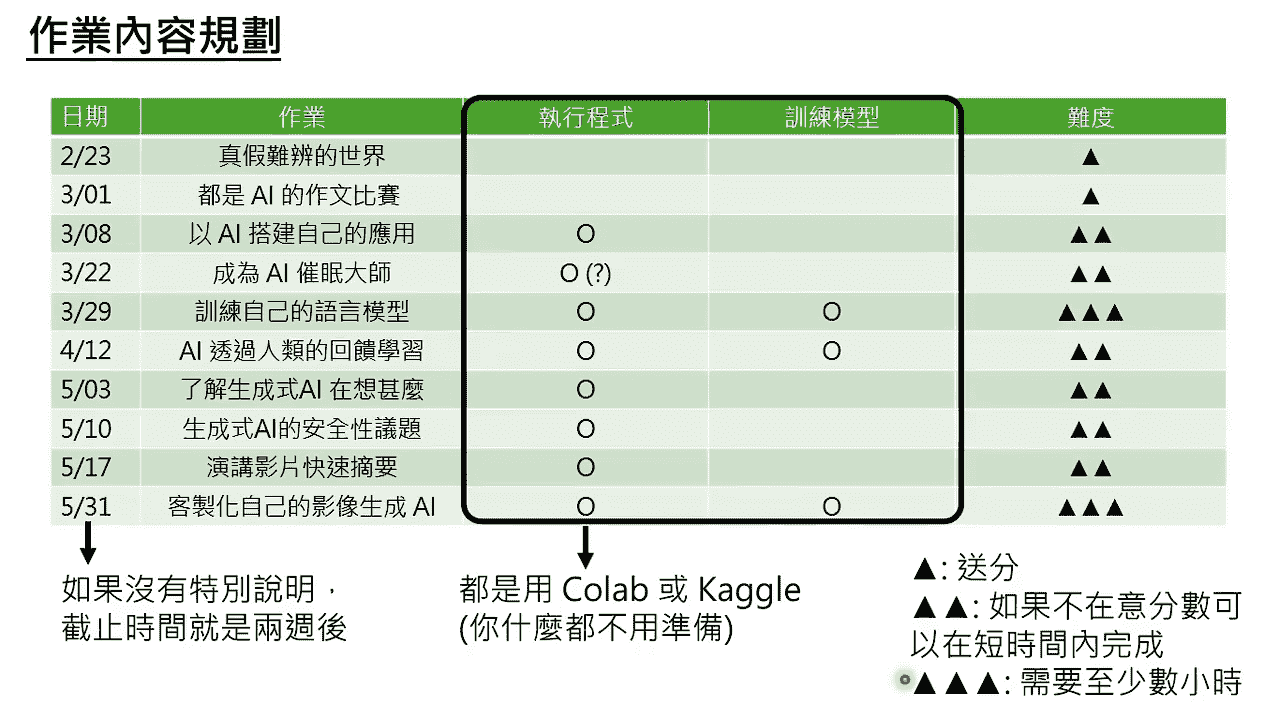 作業內容規劃
日期 作業 執行程式 訓練模型 難度
2/23 真假難辨的世界 ▲
3/01 都是 AI 的作文比賽 ▲
3/08 以 AI 搭建自己的應用 O ▲▲
3/22 成為 AI 催眠大師 O (?) ▲▲
3/29 訓練自己的語言模型 O O ▲▲▲
4/12 AI 透過人類的回饋學習 O O ▲▲
5/03 了解生成式AI 在想甚麼 O ▲▲
5/10 生成式AI的安全性議題 O ▲▲
5/17 演講影片快速摘要 O ▲▲
5/31 客製化自己的影像生成 AI O O ▲▲▲
如果沒有特別說明，
截止時間就是兩週後
都是用 Colab 或 Kaggle
(你什麼都不用準備)
▲: 送分
▲▲: 如果不在意分數可
以在短時間內完成
▲▲▲: 需要至少數小時